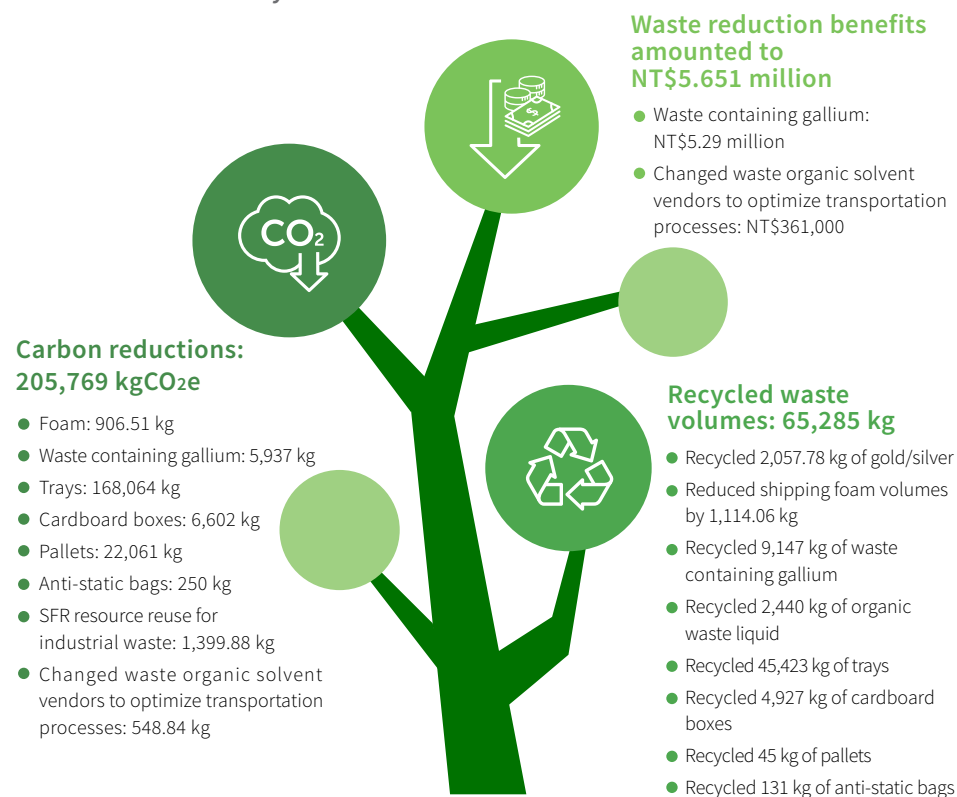 Waste reduction benefits
amounted to
NT$5.651 million
Waste containing gallium:
NT$5.29 million
Changed waste organic solvent
vendors to optimize transportation
processes: NT$361,000
CO2
Carbon reductions:
205,769 kgCO2e
Foam: 906.51 kg
Waste containing gallium: 5,937 kg
Trays: 168,064 kg
Cardboard boxes: 6,602 kg
Pallets: 22,061 kg
Anti-static bags: 250 kg
SFR resource reuse for
industrial waste: 1,399.88 kg
Changed waste organic solvent
vendors to optimize transportation
processes: 548.84 kg
Recycled waste
volumes: 65,285 kg
Recycled 2,057.78 kg of gold/silver
Reduced shipping foam volumes
by 1,114.06 kg
Recycled 9,147 kg of waste
containing gallium
Recycled 2,440 kg of organic
waste liquid
Recycled 45,423 kg of trays
Recycled 4,927 kg of cardboard
boxes
Recycled 45 kg of pallets
Recycled 131 kg of anti-static bags